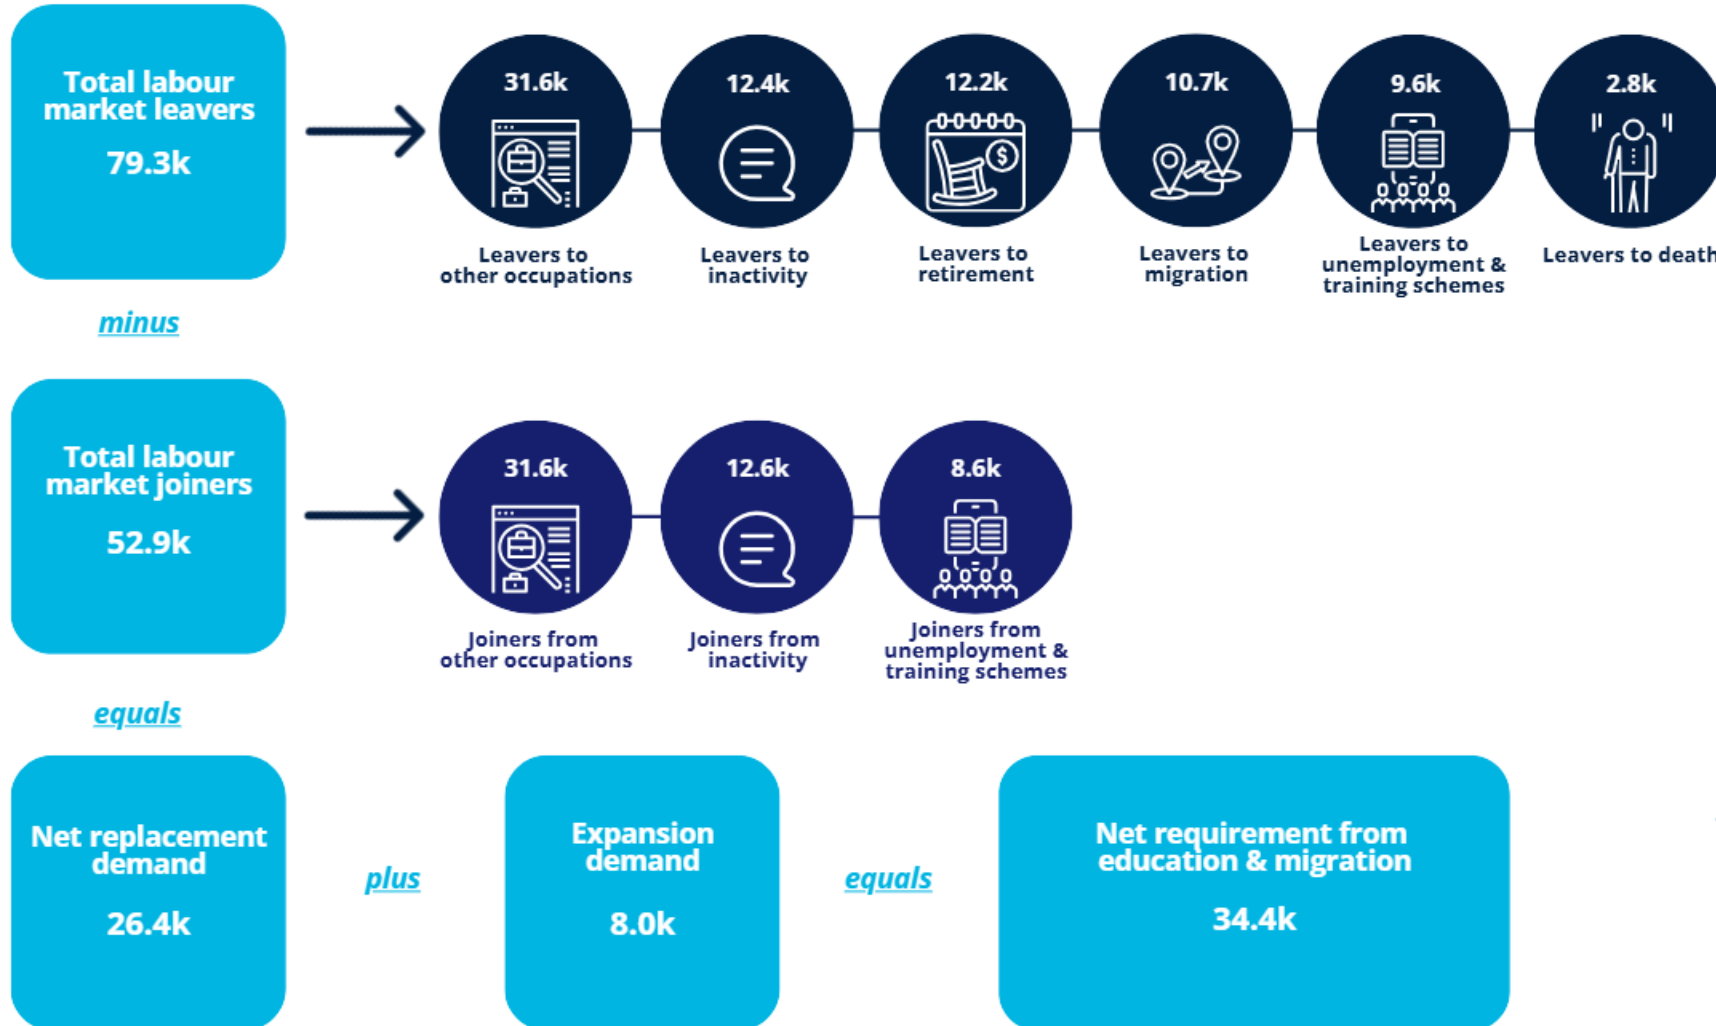 Total labour
market leavers
79.3k
31.6k
12.4k
12.2k
10.7k
9.6k
2.8k
$
Leavers to
other occupations
Leavers to
inactivity
Leavers to
retirement
Leavers to
migration
Leavers to
unemployment &
training schemes
Leavers to death
minus
Total labour
market joiners
52.9k
31.6k
12.6k
8.6k
Joiners from
other occupations
Joiners from
inactivity
Joiners from
unemployment &
training schemes
equals
Net replacement
demand
26.4k
plus
Expansion
demand
8.0k
equals
Net requirement from
education & migration
34.4k